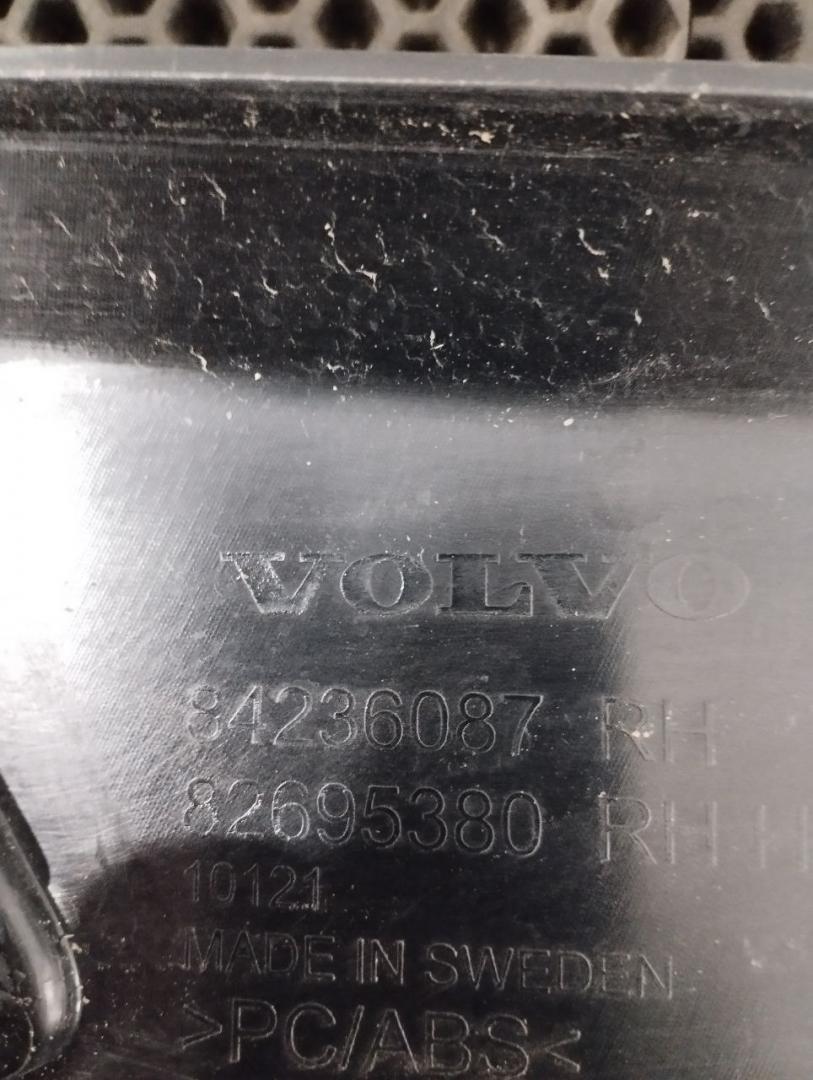 VOLVO
84236087 RH
82695380 RH
10121
MADE IN SWEDEN
>PC/ABS<